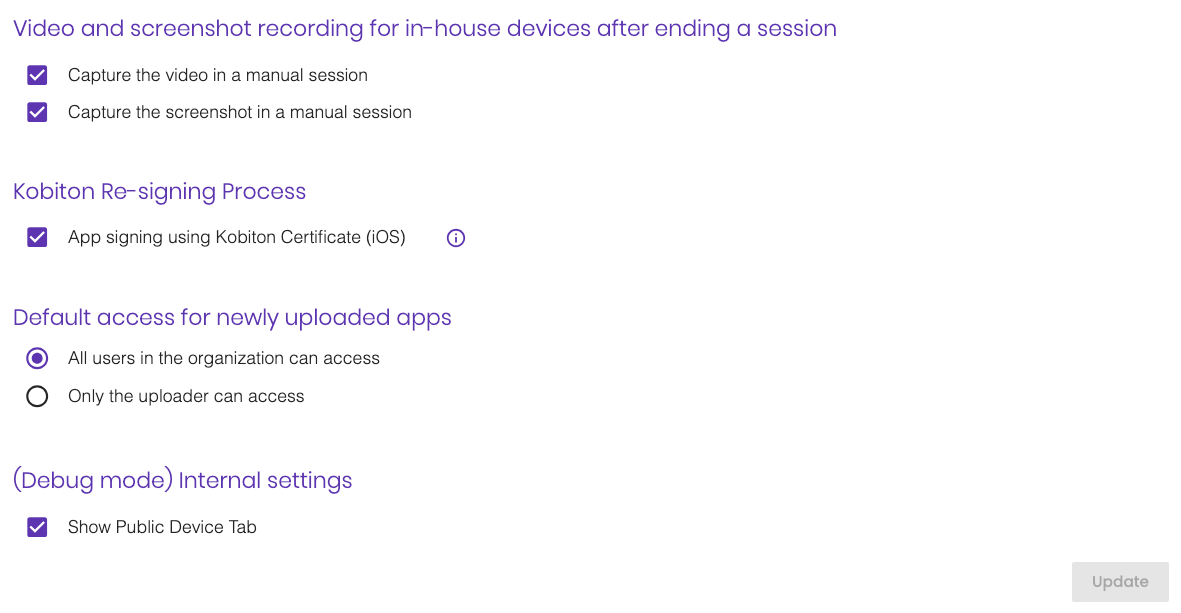 Video and screenshot recording for in-house devices after ending a session
Capture the video in a manual session
Capture the screenshot in a manual session
Kobiton Re-signing Process
App signing using Kobiton Certificate (iOS)
Default access for newly uploaded apps
All users in the organization can access
Only the uploader can access
(Debug mode) Internal settings
Show Public Device Tab
Update